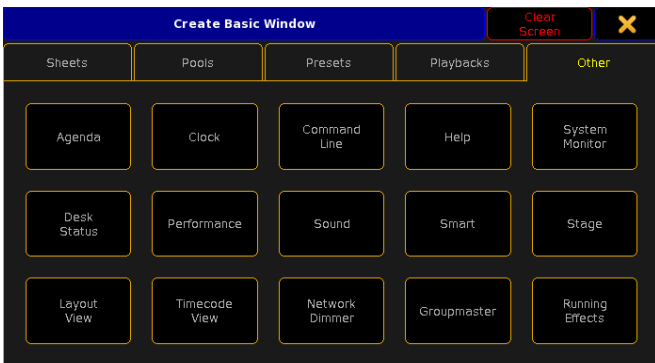 Create Basic Window
Clear
Screen
Sheets
Pools
Presets
Playbacks
Other
Agenda
Clock
Command
Line
Help
System
Monitor
Desk
Status
Performance
Sound
Smart
Stage
Layout
View
Timecode
View
Network
Dimmer
Groupmaster
Running
Effects